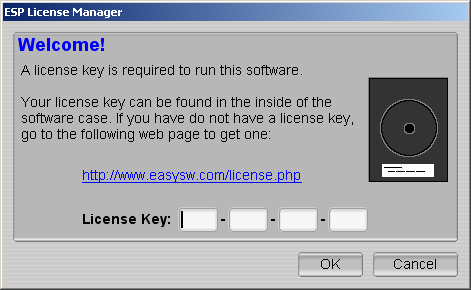 ESP License Manager
Welcome!
A license key is required to run this software.
Your license key can be found in the inside of the
software case. If you have do not have a license key,
go to the following web page to get one:
http://www.easysw.com/license.php
License Key: - - -
OK Cancel